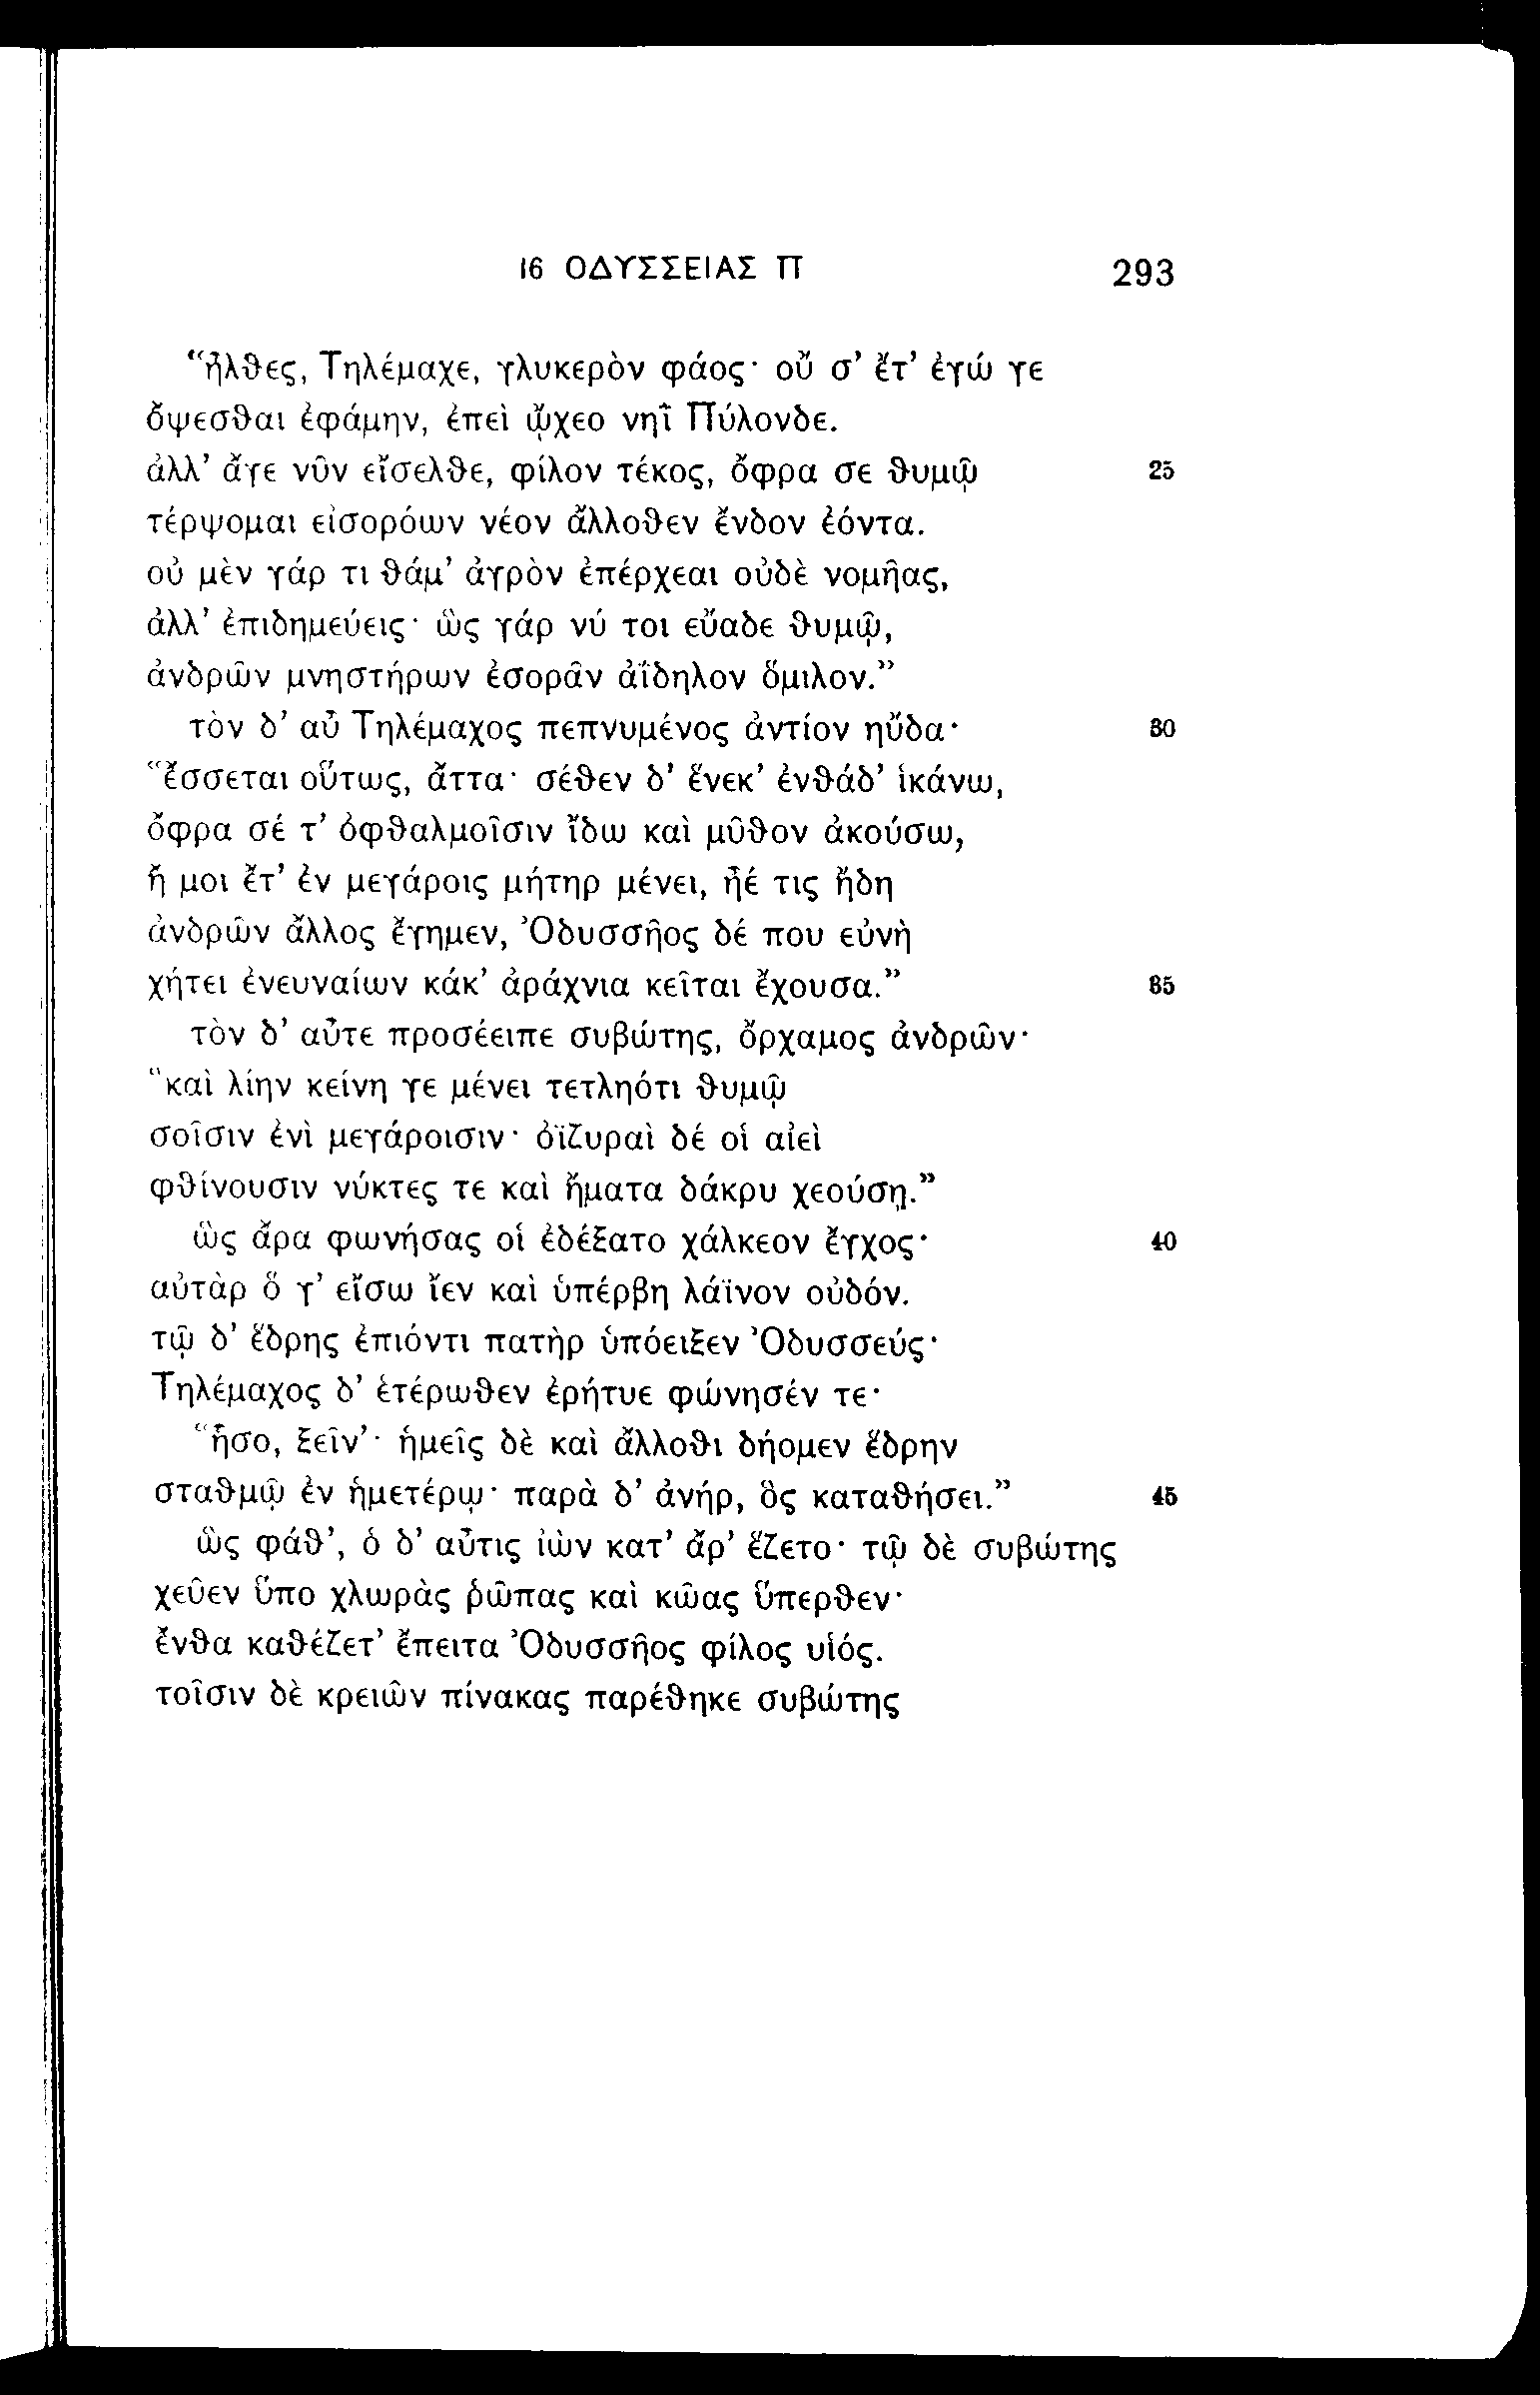 16 ΟΔΥΣΣΕΙΑΣ Π 293
“ἦλθες, Τηλέμαχε, γλυκερὸν φάος· οὔ σ’ ἔτ’ ἐγώ γε
ὄψεσθαι ἐφάμην, ἐπεὶ ᾤχεο νηῒ Πύλονδε.
ἀλλ’ ἄγε νῦν εἴσελθε, φίλον τέκος, ὄφρα σε θυμῷ 25
τέρψομαι εἰσορόων νέον ἄλλοθεν ἔνδον ἐόντα.
οὐ μὲν γάρ τι θάμ’ ἀγρὸν ἐπέρχεαι οὐδὲ νομῆας,
ἀλλ’ ἐπιδημεύεις· ὣς γάρ νύ τοι εὔαδε θυμῷ,
ἀνδρῶν μνηστήρων ἐσορᾶν ἀΐδηλον ὅμιλον.”
τὸν δ’ αὖ Τηλέμαχος πεπνυμένος ἀντίον ηὔδα· 30
“ἔσσεται οὕτως, ἄττα· σέθεν δ’ ἕνεκ’ ἐνθάδ’ ἱκάνω,
ὄφρα σέ τ’ ὀφθαλμοῖσιν ἴδω καὶ μῦθον ἀκούσω,
ἤ μοι ἔτ’ ἐν μεγάροις μήτηρ μένει, ἦέ τις ἤδη
ἀνδρῶν ἄλλος ἔγημεν, Ὀδυσσῆος δέ που εὐνὴ
χήτει ἐνευναίων κάκ’ ἀράχνια κεῖται ἔχουσα.” 35
τὸν δ’ αὖτε προσέειπε συβώτης, ὄρχαμος ἀνδρῶν·
“καὶ λίην κείνη γε μένει τετληότι θυμῷ
σοῖσιν ἐνὶ μεγάροισιν· ὀϊζυραὶ δέ οἱ αἰεὶ
φθίνουσιν νύκτες τε καὶ ἤματα δάκρυ χεούσῃ.”
ὣς ἄρα φωνήσας οἱ ἐδέξατο χάλκεον ἔγχος· 40
αὐτὰρ ὅ γ’ εἴσω ἴεν καὶ ὑπέρβη λάϊνον οὐδόν.
τῷ δ’ ἕδρης ἐπιόντι πατὴρ ὑπόειξεν Ὀδυσσεύς·
Τηλέμαχος δ’ ἑτέρωθεν ἐρήτυε φώνησέν τε·
“ἧσο, ξεῖν’· ἡμεῖς δὲ καὶ ἄλλοθι δήομεν ἕδρην
σταθμῷ ἐν ἡμετέρῳ· παρὰ δ’ ἀνήρ, ὃς καταθήσει.” 45
ὣς φάθ’, ὁ δ’ αὖτις ἰὼν κατ’ ἄρ’ ἕζετο· τῷ δὲ συβώτης
χεῦεν ὕπο χλωρὰς ῥῶπας καὶ κῶας ὕπερθεν·
ἔνθα καθέζετ’ ἔπειτα Ὀδυσσῆος φίλος υἱός.
τοῖσιν δὲ κρειῶν πίνακας παρέθηκε συβώτης